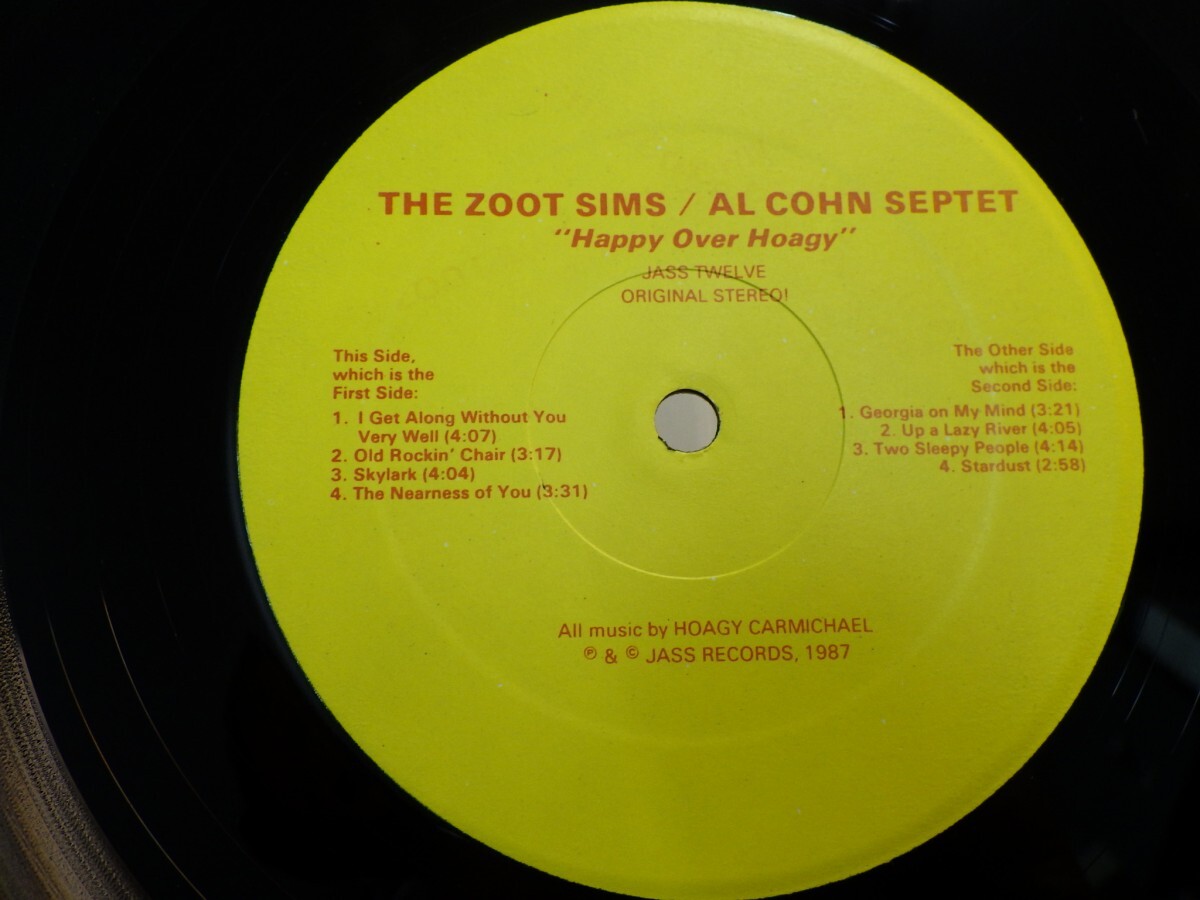 THE ZOOT SIMS / AL COHN SEPTET
"Happy Over Hoagy"
JASS TWELVE
ORIGINAL STEREO!
This Side,
which is the
First Side:
1. I Get Along Without You
Very Well (4:07)
2. Old Rockin' Chair (3:17)
3. Skylark (4:04)
4. The Nearness of You (3:31)
The Other Side
which is the
Second Side:
1. Georgia on My Mind (3:21)
2. Up a Lazy River (4:05)
3. Two Sleepy People (4:14)
4. Stardust (2:58)
All music by HOAGY CARMICHAEL
℗ & © JASS RECORDS, 1987